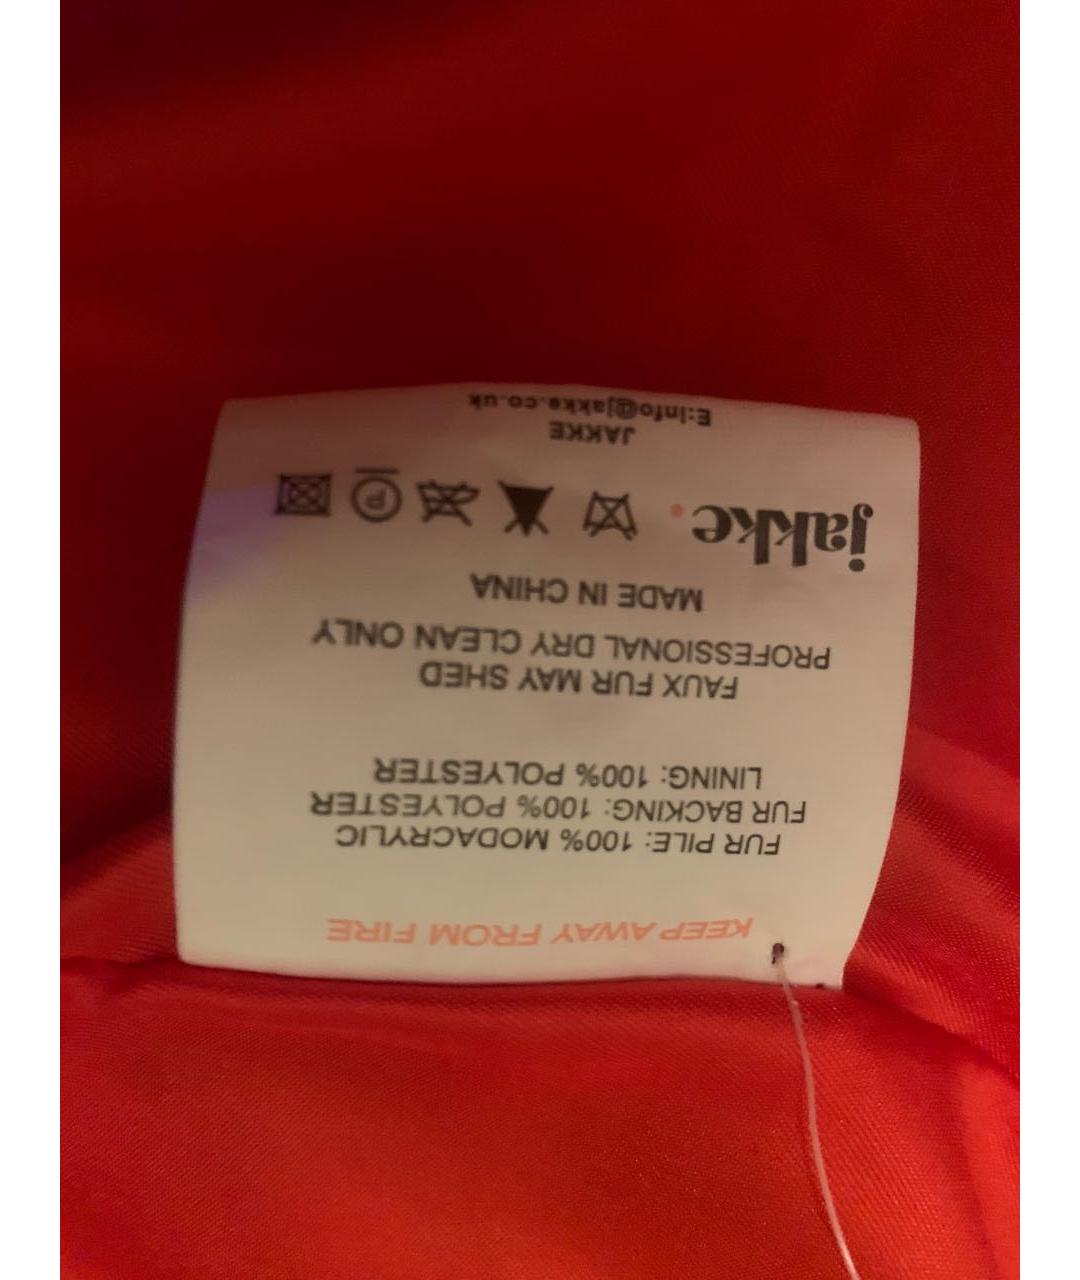 KEEP AWAY FROM FIRE
FUR PILE: 100% MODACRYLIC
FUR BACKING: 100% POLYESTER
LINING: 100% POLYESTER
FAUX FUR MAY SHED
PROFESSIONAL DRY CLEAN ONLY
MADE IN CHINA
jakke.
P
JAKKE
E:info@jakke.co.uk